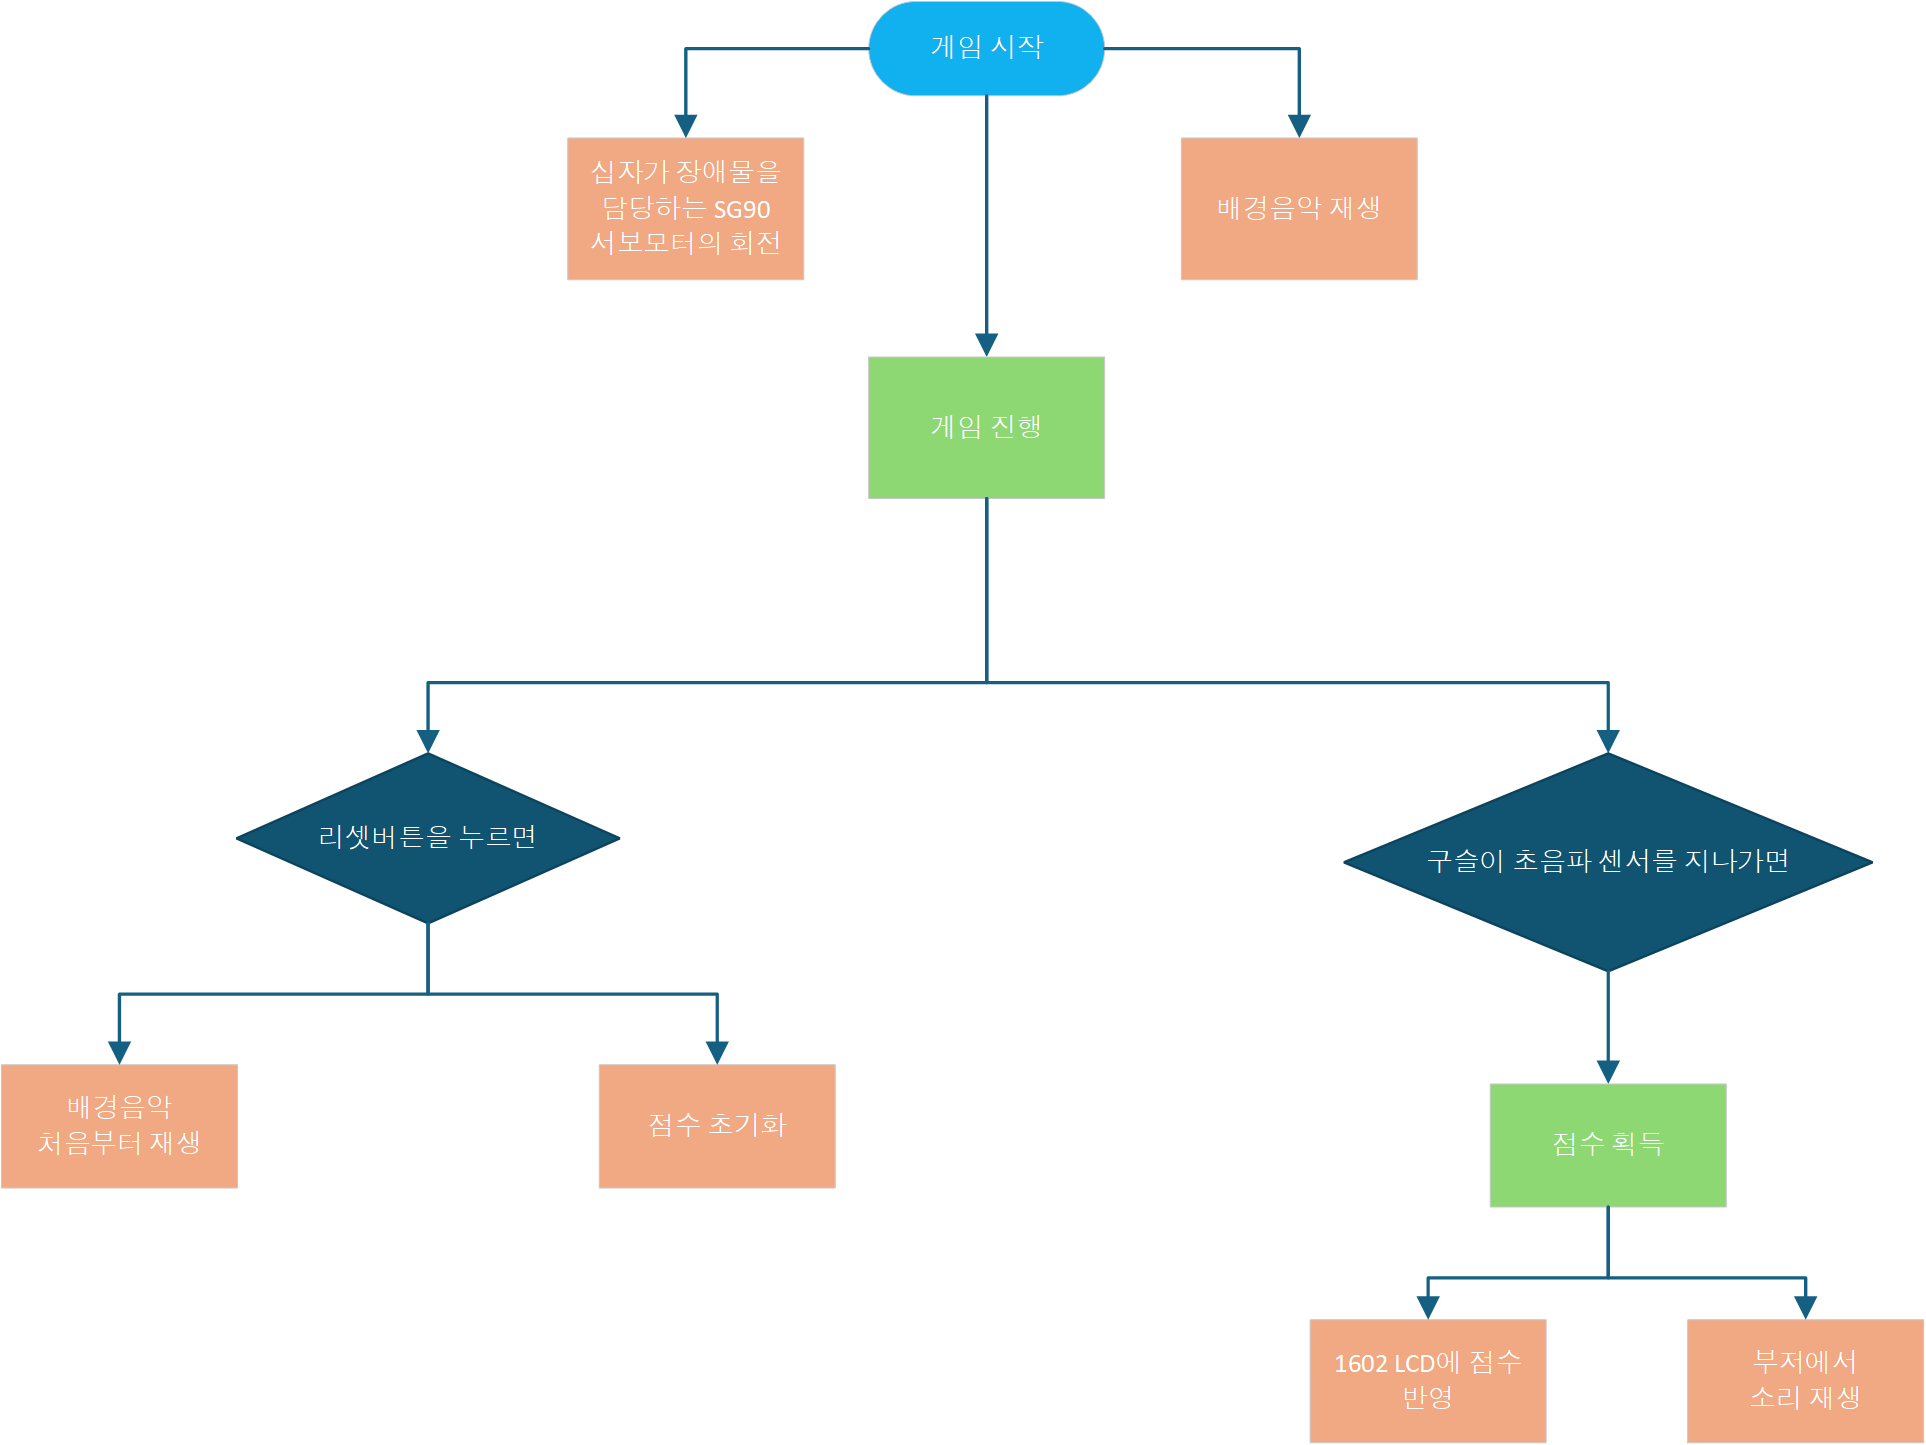 게임 시작
십자가 장애물을
담당하는 SG90
서보모터의 회전
배경음악 재생
게임 진행
리셋버튼을 누르면
구슬이 초음파 센서를 지나가면
배경음악
처음부터 재생
점수 초기화
점수 획득
1602 LCD에 점수
반영
부저에서
소리 재생